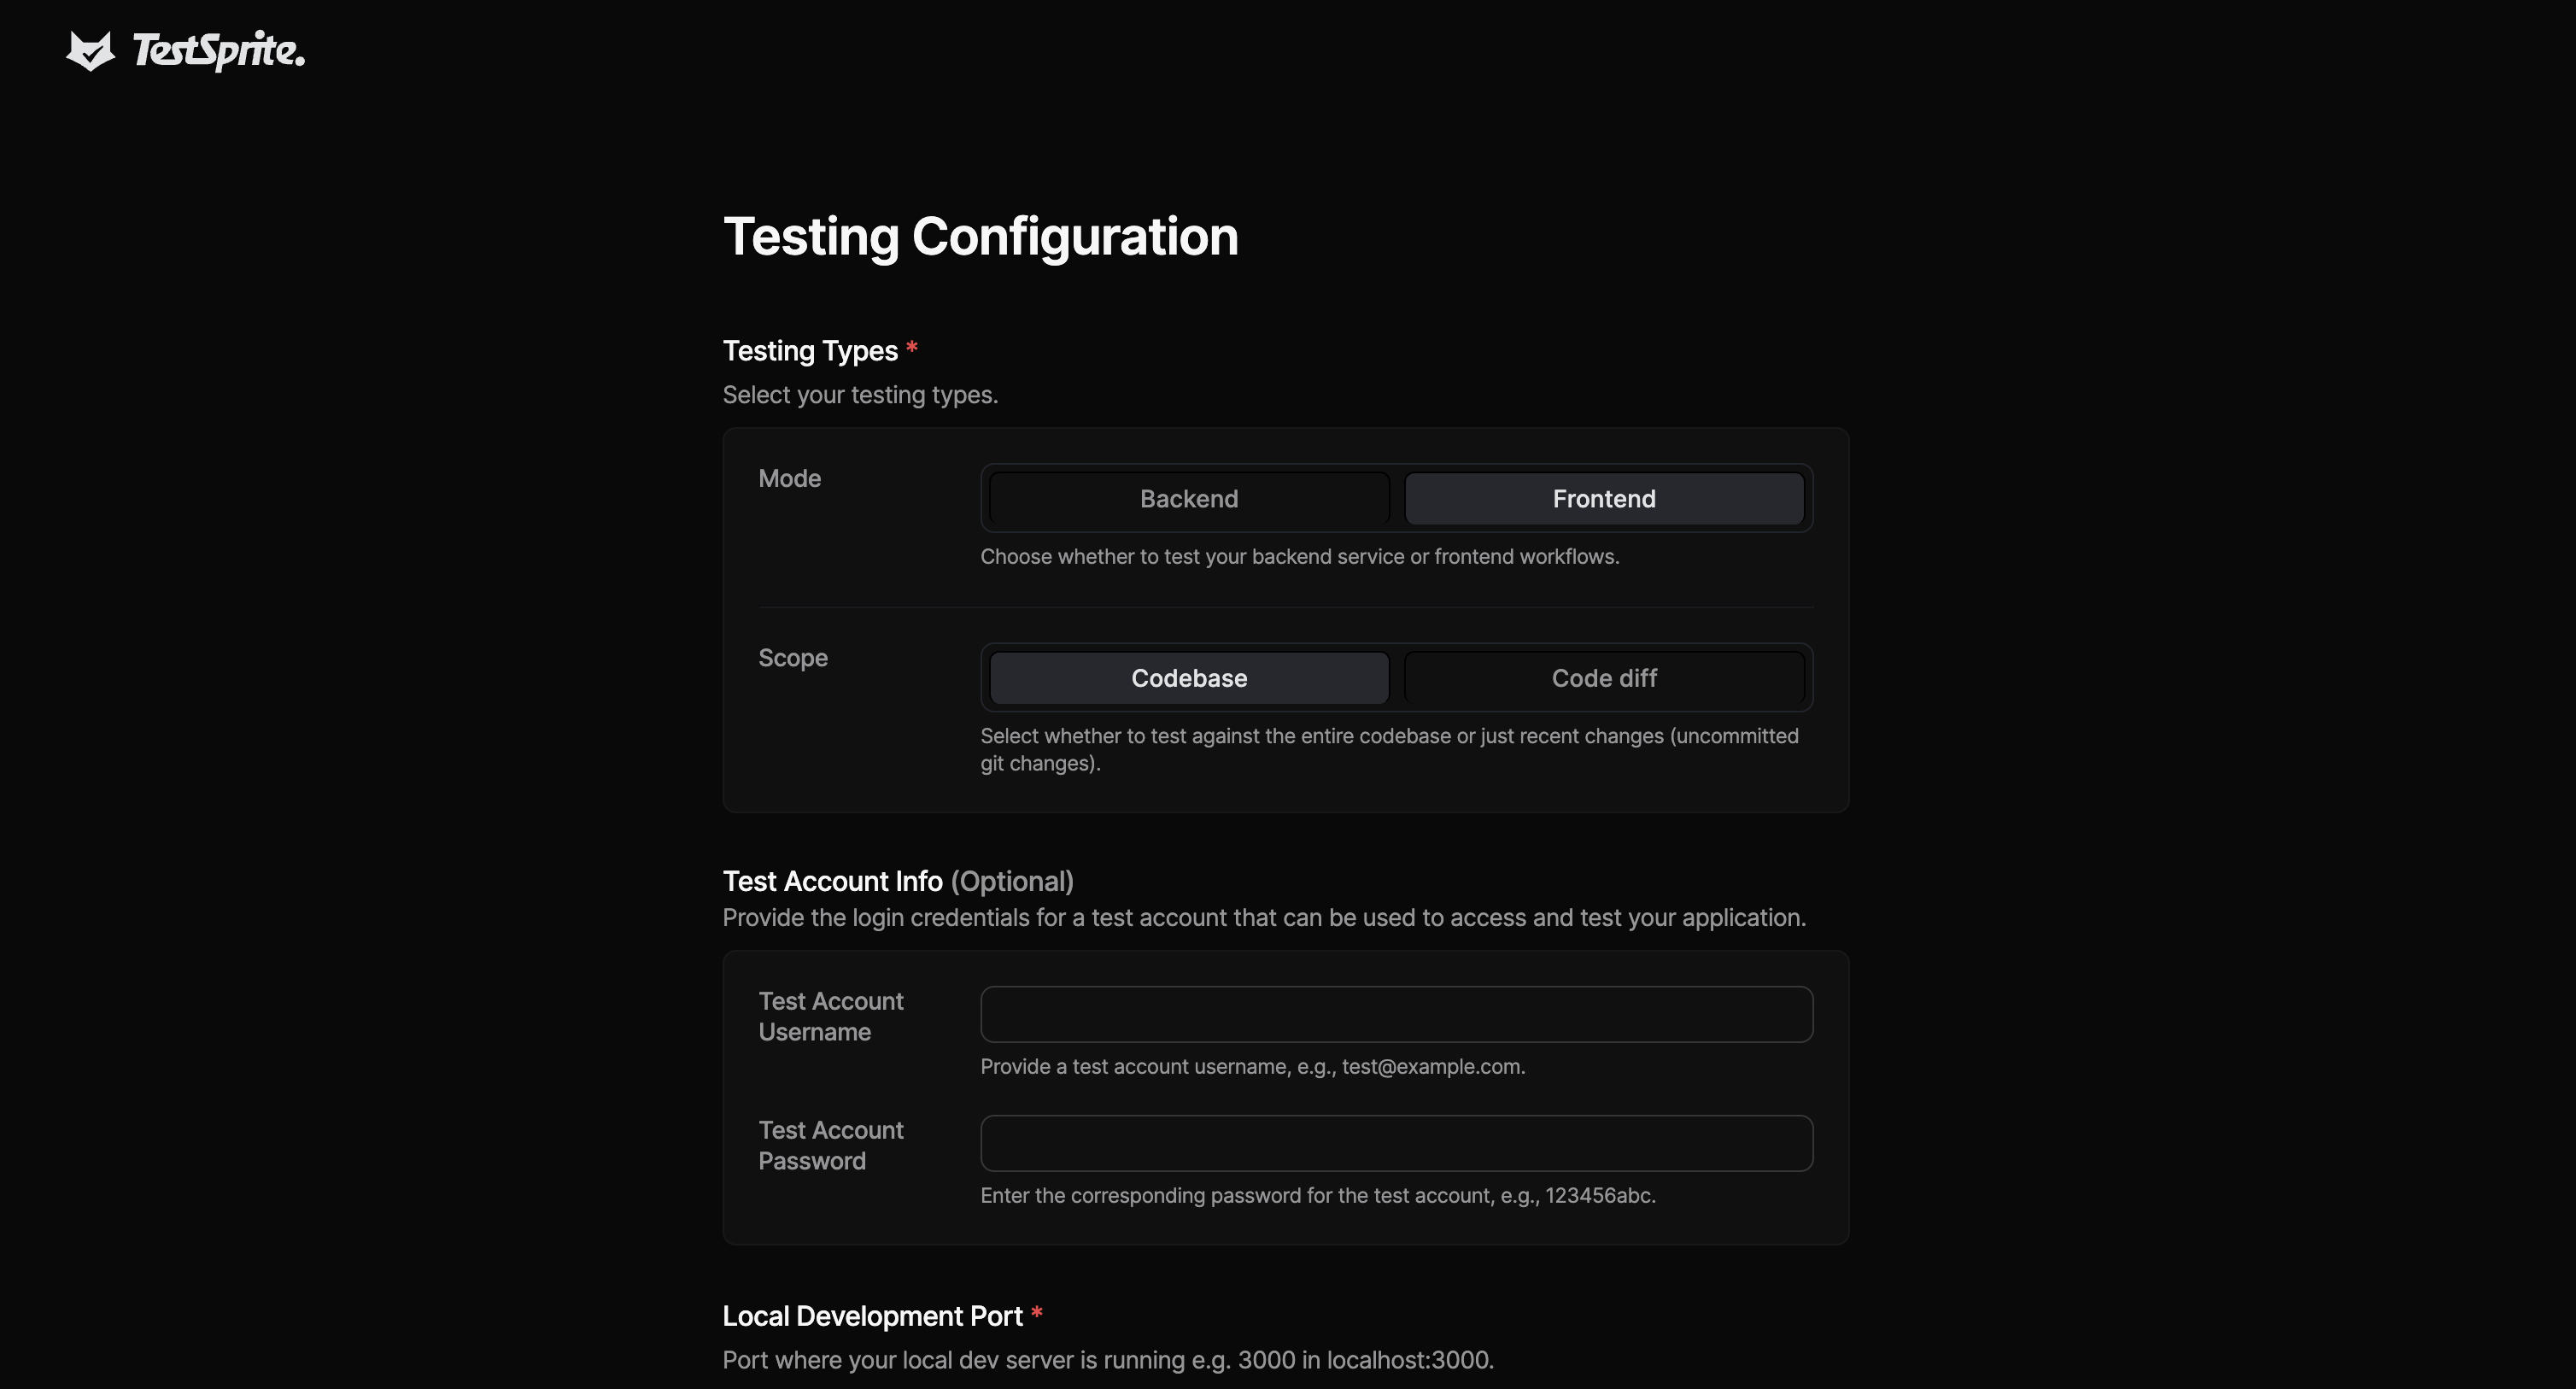 TestSprite.
Testing Configuration
Testing Types *
Select your testing types.
Mode
Backend
Frontend
Choose whether to test your backend service or frontend workflows.
Scope
Codebase
Code diff
Select whether to test against the entire codebase or just recent changes (uncommitted
git changes).
Test Account Info (Optional)
Provide the login credentials for a test account that can be used to access and test your application.
Test Account
Username
Provide a test account username, e.g., test@example.com.
Test Account
Password
Enter the corresponding password for the test account, e.g., 123456abc.
Local Development Port *
Port where your local dev server is running e.g. 3000 in localhost:3000.